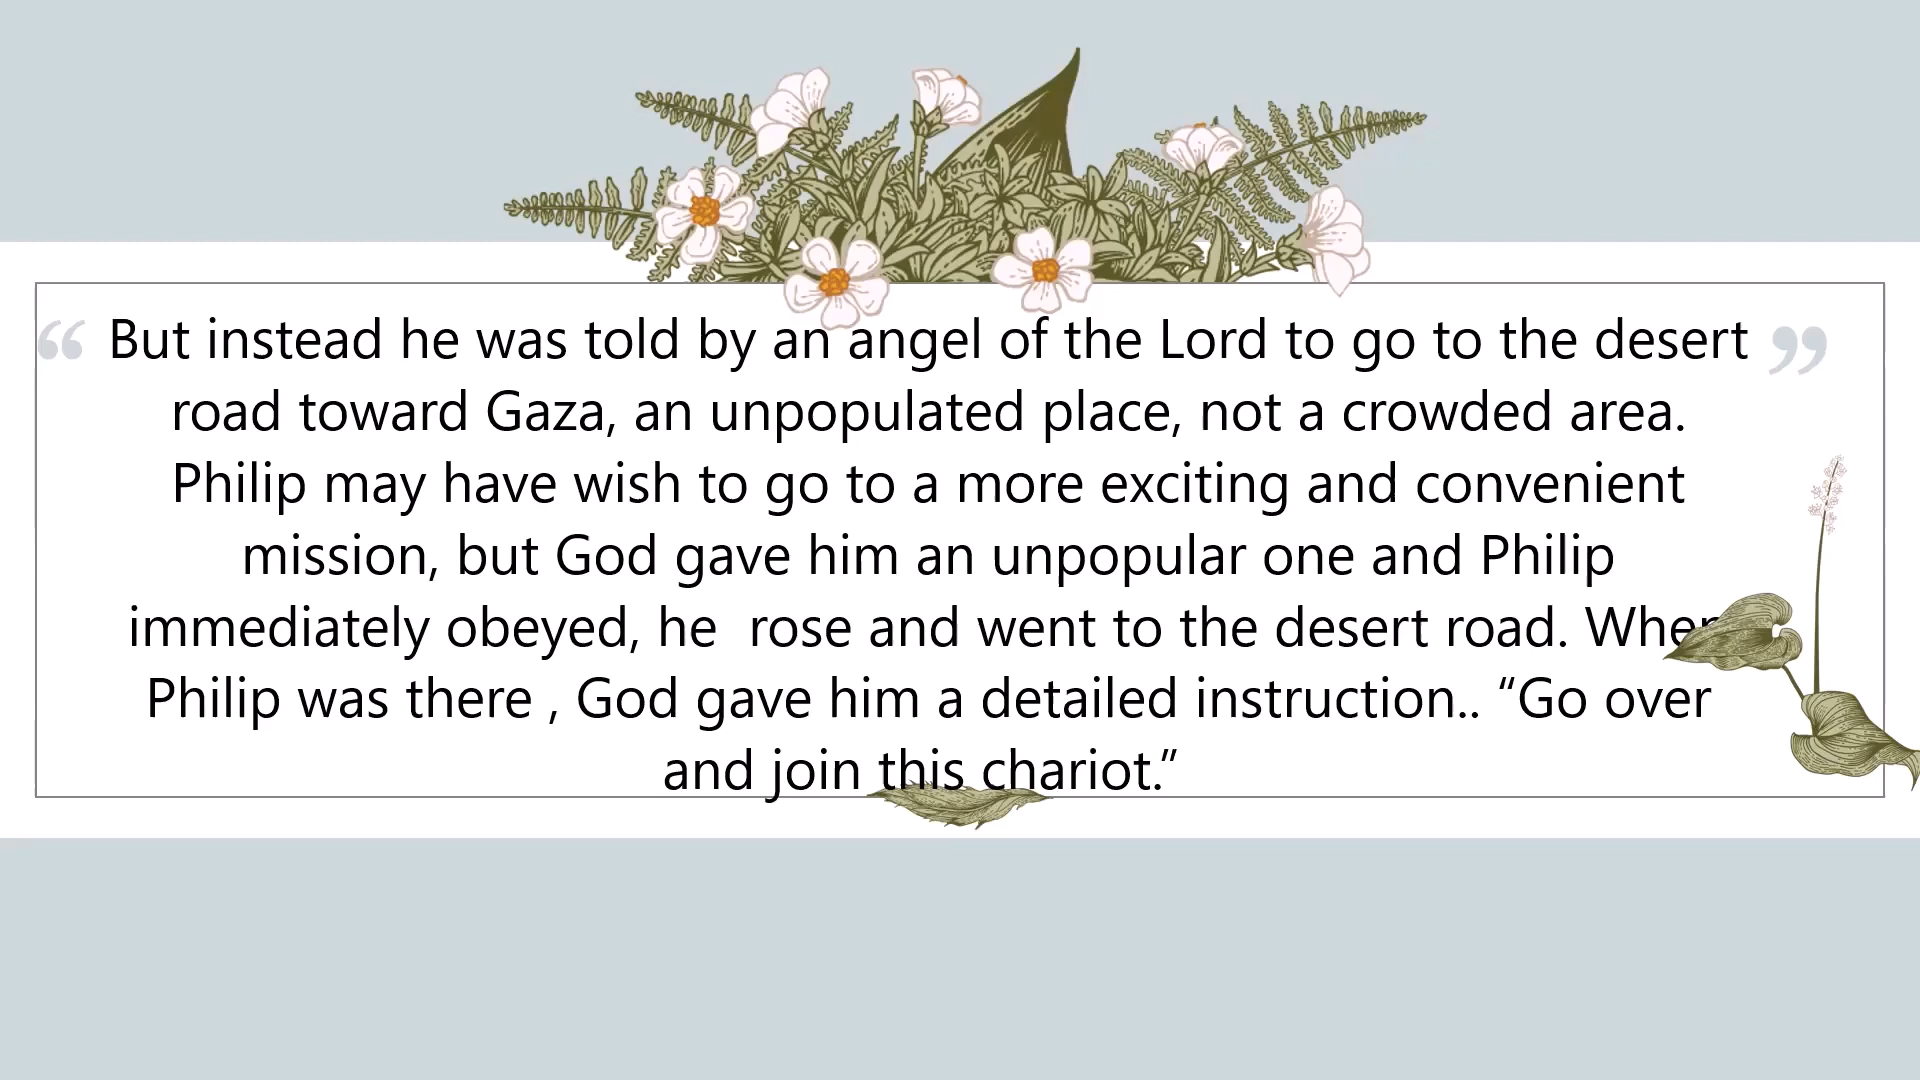 “ But instead he was told by an angel of the Lord to go to the desert ”
road toward Gaza, an unpopulated place, not a crowded area.
Philip may have wish to go to a more exciting and convenient
mission, but God gave him an unpopular one and Philip
immediately obeyed, he  rose and went to the desert road. When
Philip was there , God gave him a detailed instruction.. “Go over
and join this chariot.”